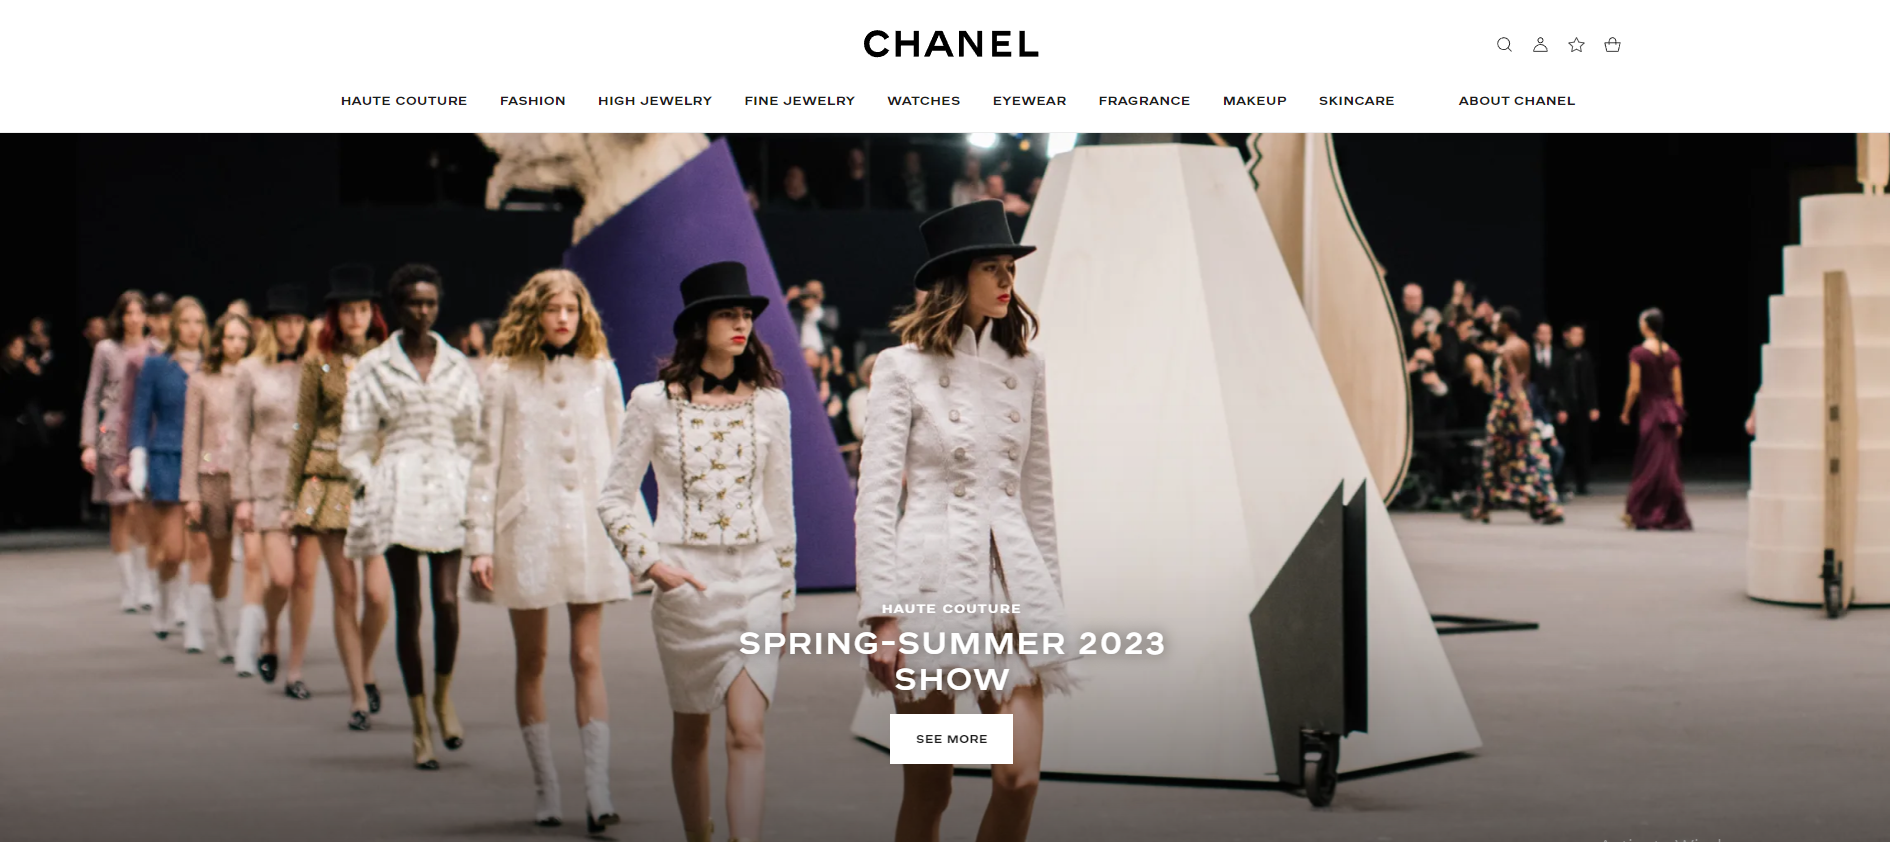 CHANEL
HAUTE COUTURE FASHION HIGH JEWELRY FINE JEWELRY WATCHES EYEWEAR FRAGRANCE MAKEUP SKINCARE ABOUT CHANEL
HAUTE COUTURE
SPRING-SUMMER 2023
SHOW
SEE MORE